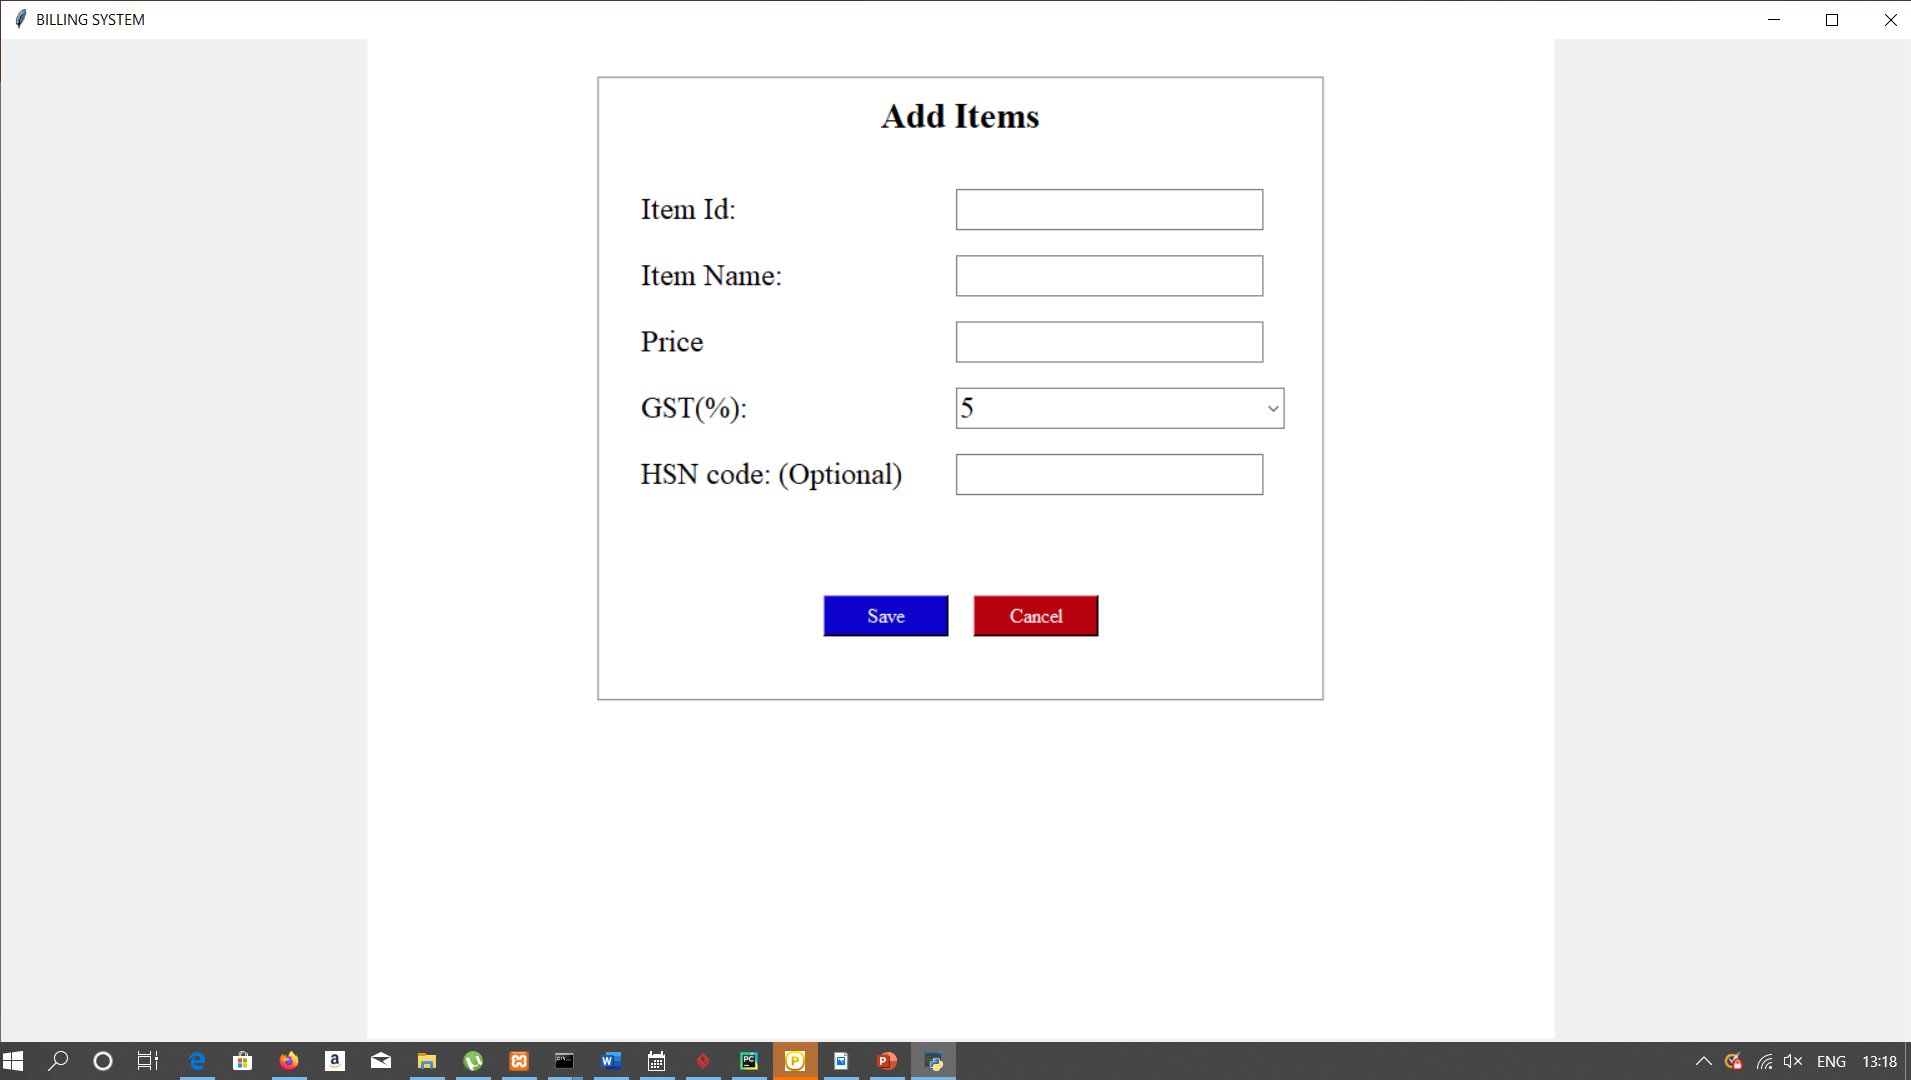 BILLING SYSTEM
Add Items
Item Id:
Item Name:
Price
GST(%): 5
HSN code: (Optional)
Save Cancel
ENG 13:18